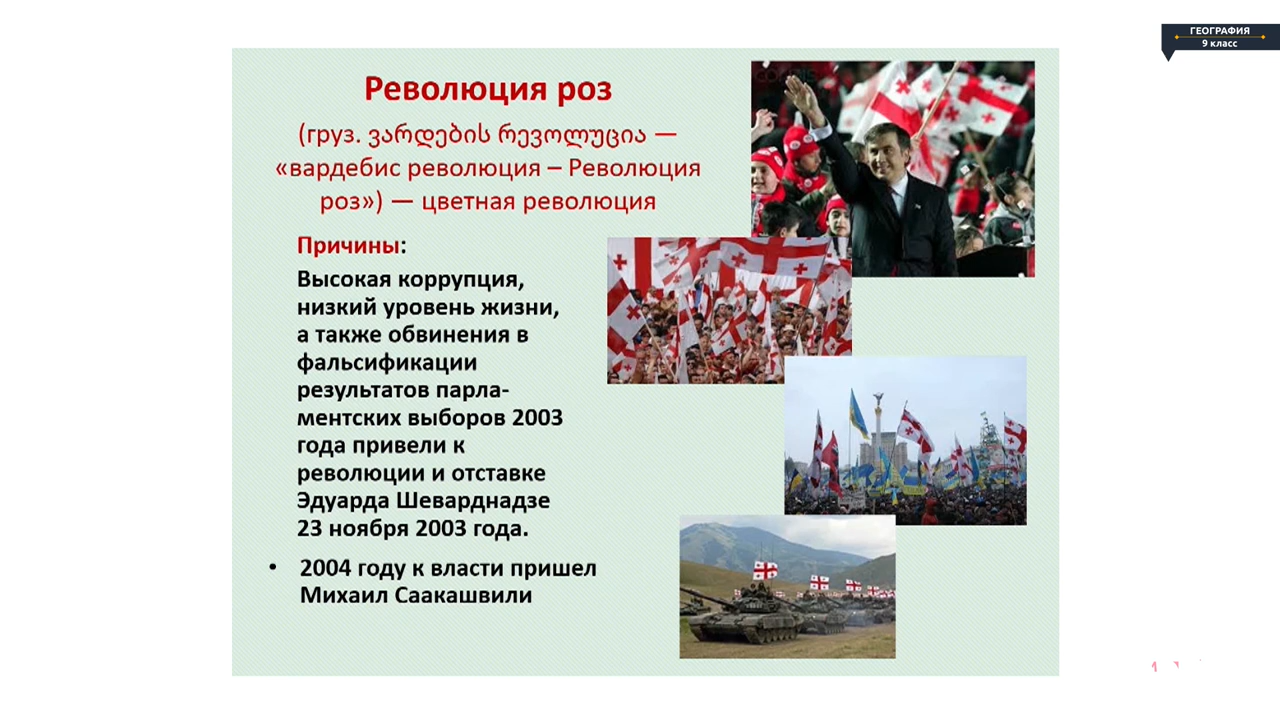 ГЕОГРАФИЯ
9 класс
Революция роз
(груз. ვარდების რევოლუცია —
«вардебис революция – Революция
роз») — цветная революция
Причины:
Высокая коррупция,
низкий уровень жизни,
а также обвинения в
фальсификации
результатов парла-
ментских выборов 2003
года привели к
революции и отставке
Эдуарда Шеварднадзе
23 ноября 2003 года.
• 2004 году к власти пришел
Михаил Саакашвили